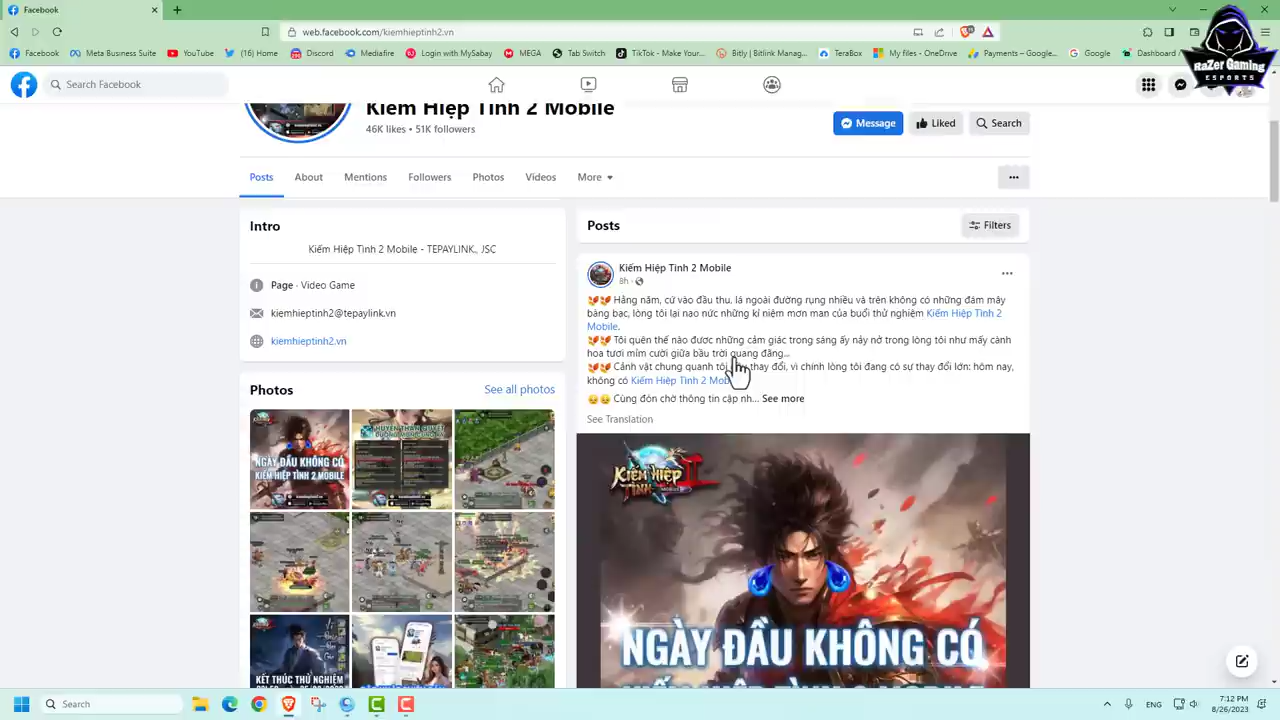 Facebook
web.facebook.com/kiemhieptinh2.vn
Facebook
Meta Business Suite
YouTube
(16) Home
Discord
Mediafire
Login with MySabay
MEGA
Tab Switch
TikTok - Make Your...
Bitlly | Bitlink Manag...
TeraBox
My files - OneDrive
Payments – Google...
Google
Dashboard
RaZer Gaming
ESPORTS
Search Facebook
Kiếm Hiệp Tình 2 Mobile
46K likes • 51K followers
Message
Liked
Search
Posts
About
Mentions
Followers
Photos
Videos
More
Intro
Kiếm Hiệp Tình 2 Mobile - TEPAYLINK., JSC
Page · Video Game
kiemhieptinh2@tepaylink.vn
kiemhieptinh2.vn
Photos
See all photos
NGÀY ĐẦU KHÔNG CÓ
KIẾM HIỆP TÌNH 2 MOBILE
KẾT THÚC THỬ NGHIỆM
Posts
Filters
Kiếm Hiệp Tình 2 Mobile
8h
Hằng năm, cứ vào đầu thu, lá ngoài đường rụng nhiều và trên không có những đám mây
bàng bạc, lòng tôi lại nao nức những kỉ niệm mơn man của buổi thử nghiệm Kiếm Hiệp Tình 2
Mobile.
Tôi quên thế nào được những cảm giác trong sáng ấy nảy nở trong lòng tôi như mấy cành
hoa tươi mỉm cười giữa bầu trời quang đãng...
Cảnh vật chung quanh tôi thay đổi, vì chính lòng tôi đang có sự thay đổi lớn: hôm nay,
không có Kiếm Hiệp Tình 2 Mob
Cùng đón chờ thông tin cập nh... See more
See Translation
KIẾM HIỆP
TÌNH
NGÀY ĐẦU KHÔNG CÓ
KIẾM HIỆP TÌNH 2 MOBILE
Search
ENG
7:12 PM
8/26/2023